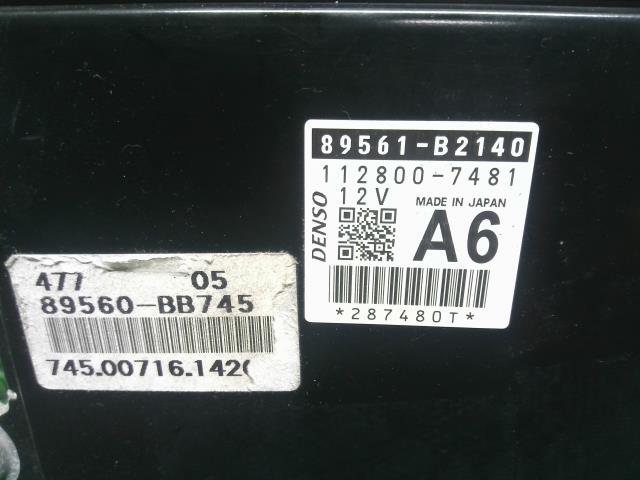 89561-B2140
112800-7481
12V MADE IN JAPAN
DENSO
A6
*287480T*
477 05
89560-BB745
745.00716.142